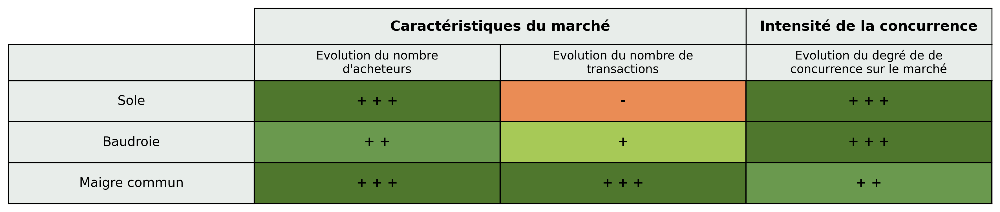 Caractéristiques du marché
Intensité de la concurrence
Evolution du nombre
d'acheteurs
Evolution du nombre de
transactions
Evolution du degré de de
concurrence sur le marché
Sole
+ + +
-
+ + +
Baudroie
+ +
+
+ + +
Maigre commun
+ + +
+ + +
+ +